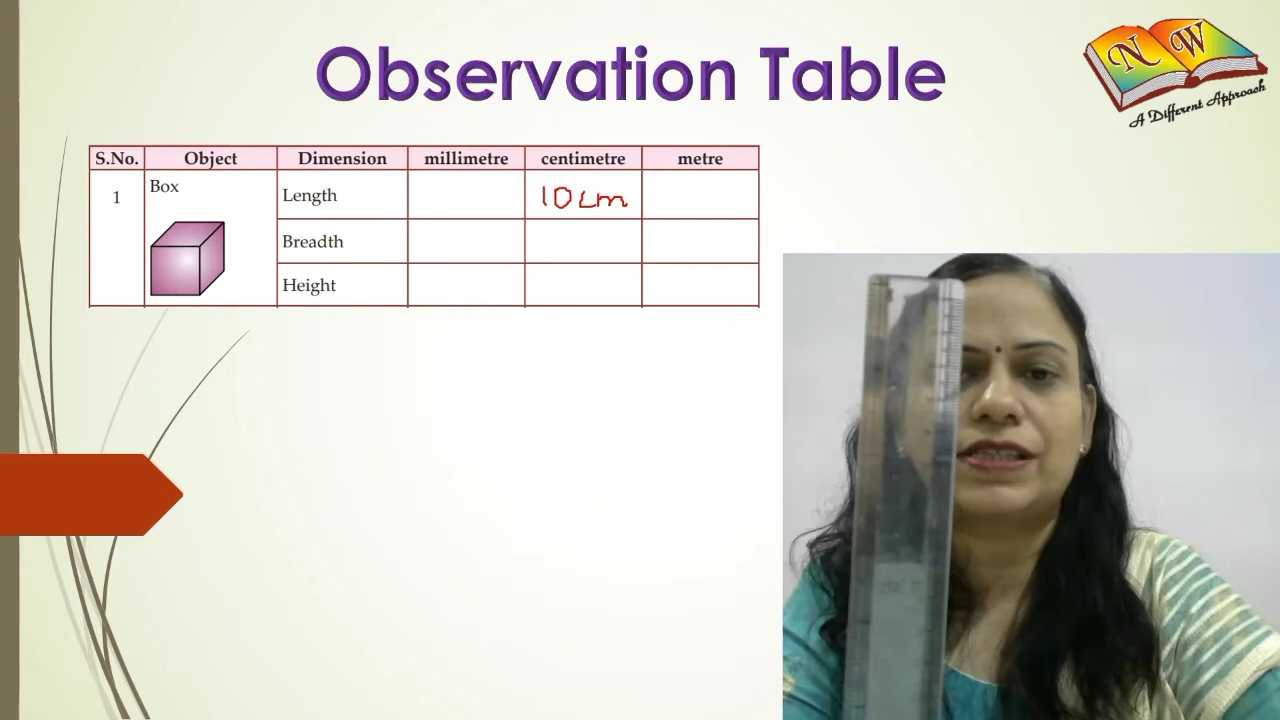 Observation Table
N W
A Different Approach
S.No. Object Dimension millimetre centimetre metre
1 Box Length 10 cm
Breadth
Height